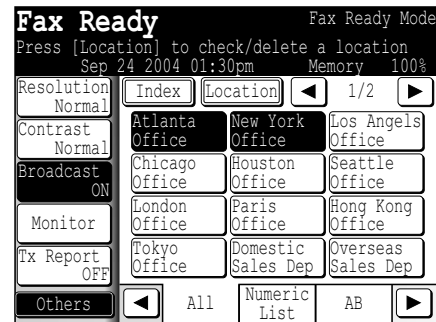 Fax Ready Fax Ready Mode
Press [Location] to check/delete a location
Sep 24 2004 01:30pm Memory 100%
Resolution
Normal
Index Location 1/2
Contrast
Normal
Atlanta
Office
New York
Office
Los Angels
Office
Broadcast
ON
Chicago
Office
Houston
Office
Seattle
Office
Monitor
London
Office
Paris
Office
Hong Kong
Office
Tx Report
OFF
Tokyo
Office
Domestic
Sales Dep
Overseas
Sales Dep
Others
All
Numeric
List
AB